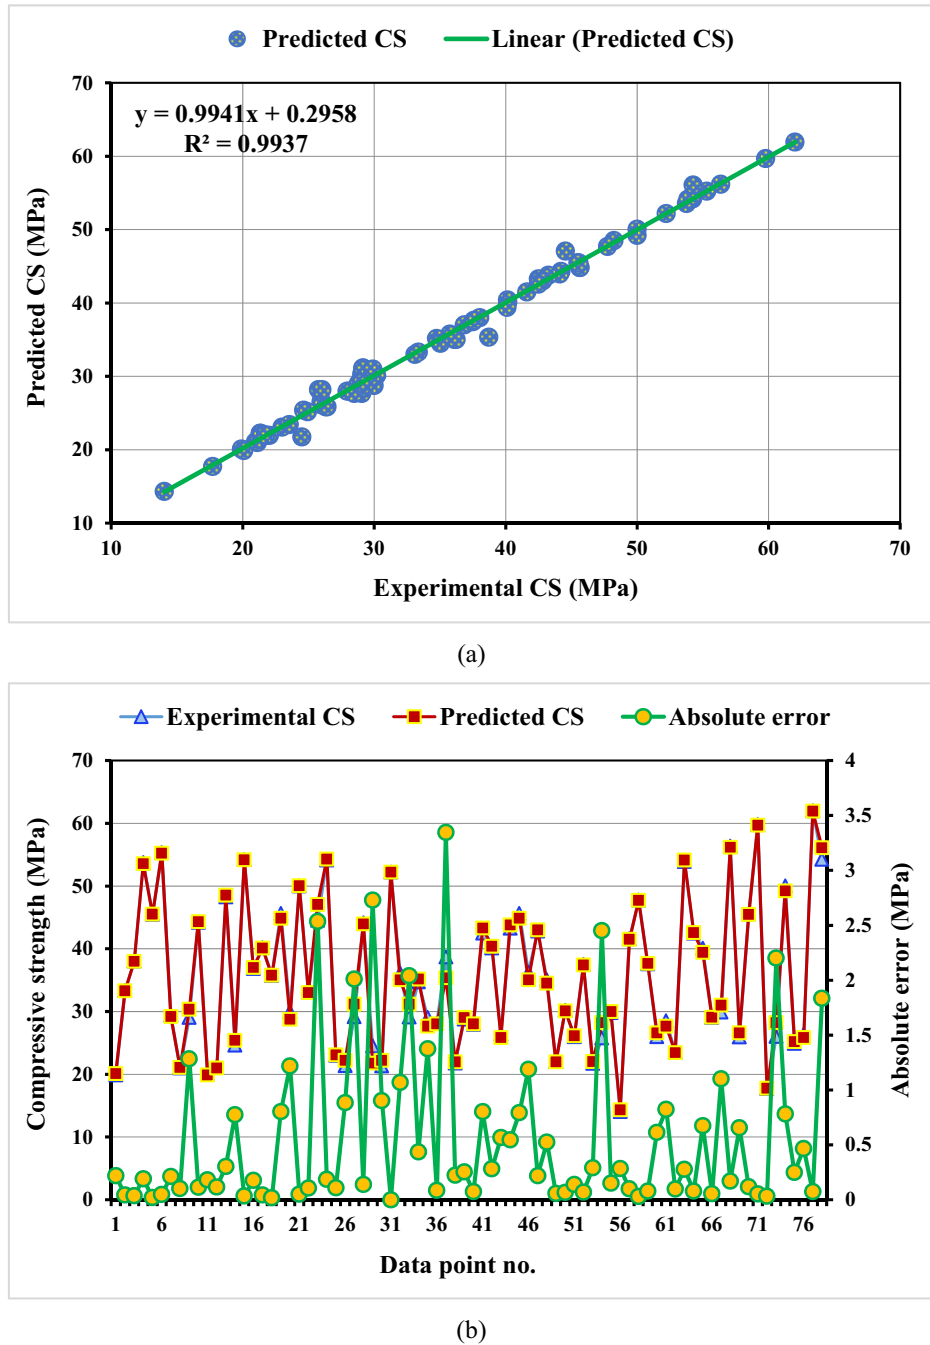 Predicted CS Linear (Predicted CS)
70
60
50
40
30
20
10
y = 0.9941x + 0.2958
R² = 0.9937
Predicted CS (MPa)
10 20 30 40 50 60 70
Experimental CS (MPa)
(a)
Experimental CS Predicted CS Absolute error
70
60
50
40
30
20
10
0
Compressive strength (MPa)
4
3.5
3
2.5
2
1.5
1
0.5
0
Absolute error (MPa)
1 6 11 16 21 26 31 36 41 46 51 56 61 66 71 76
Data point no.
(b)